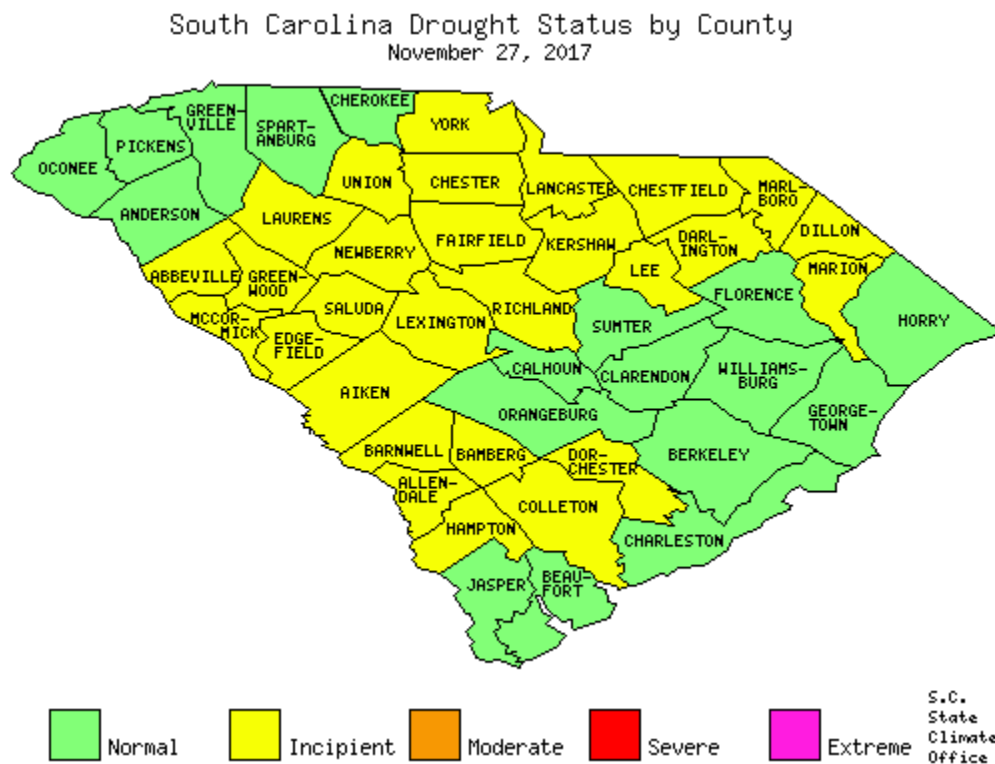 South Carolina Drought Status by County
November 27, 2017
CHEROKEE
GREEN-
VILLE
SPART-
ANBURG
YORK
PICKENS
OCONEE
UNION
CHESTER
LANCASTER
CHESTFIELD
MARL-
BORO
ANDERSON
LAURENS
DILLON
FAIRFIELD
KERSHAW
DARL-
INGTON
NEWBERRY
ABBEVILLE
GREEN-
WOOD
LEE
MARION
FLORENCE
SALUDA
RICHLAND
MCCOR-
MICK
LEXINGTON
SUMTER
HORRY
EDGE-
FIELD
CALHOUN
CLARENDON
WILLIAMS-
BURG
AIKEN
ORANGEBURG
GEORGE-
TOWN
BARNWELL
BAMBERG
DOR-
CHESTER
BERKELEY
ALLEN-
DALE
COLLETON
HAMPTON
CHARLESTON
JASPER
BEAU-
FORT
Normal
Incipient
Moderate
Severe
Extreme
S.C.
State
Climate
Office